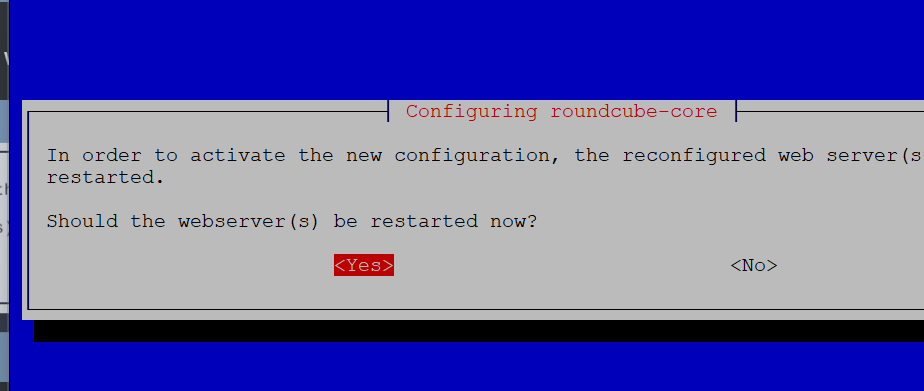 Configuring roundcube-core
In order to activate the new configuration, the reconfigured web server(s
restarted.
Should the webserver(s) be restarted now?
<Yes> <No>